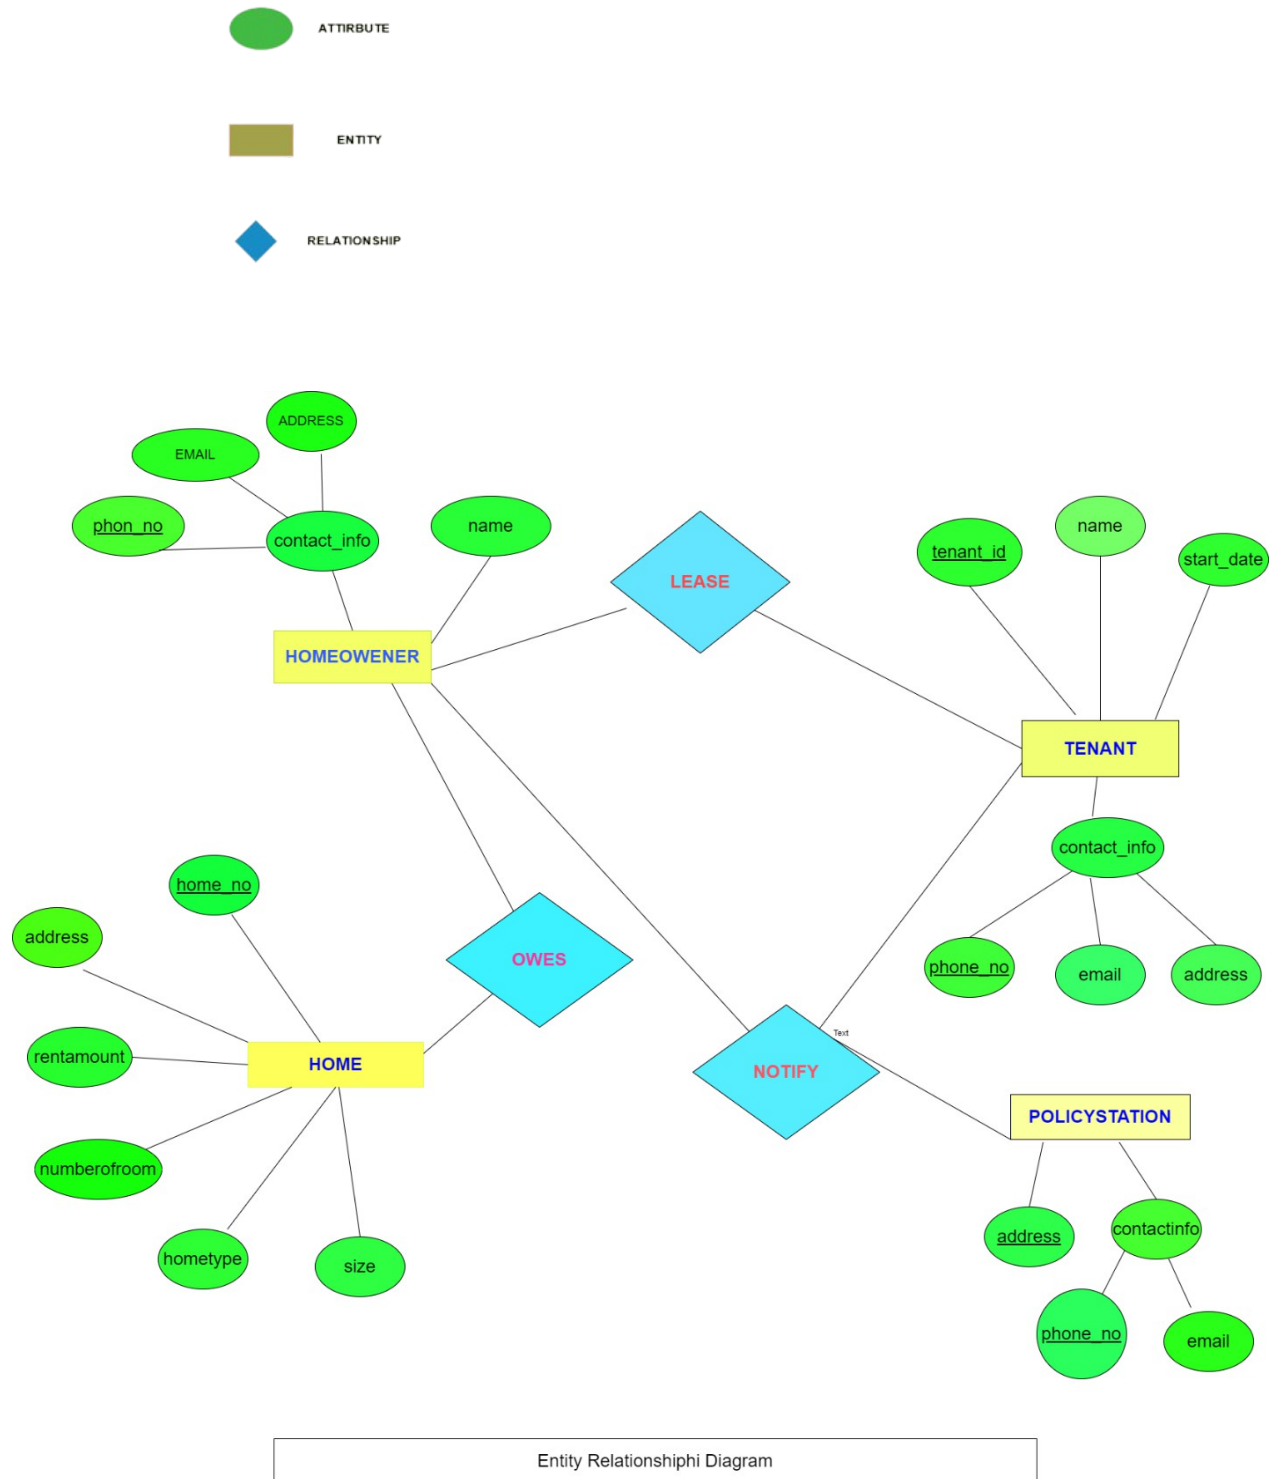 ATTIRBUTE
ENTITY
RELATIONSHIP
ADDRESS
EMAIL
phon_no
contact_info
name
HOMEOWENER
LEASE
tenant_id
name
start_date
TENANT
contact_info
phone_no
email
address
home_no
address
rentamount
HOME
numberofroom
hometype
size
OWES
Text
NOTIFY
POLICYSTATION
address
contactinfo
phone_no
email
Entity Relationshiphi Diagram